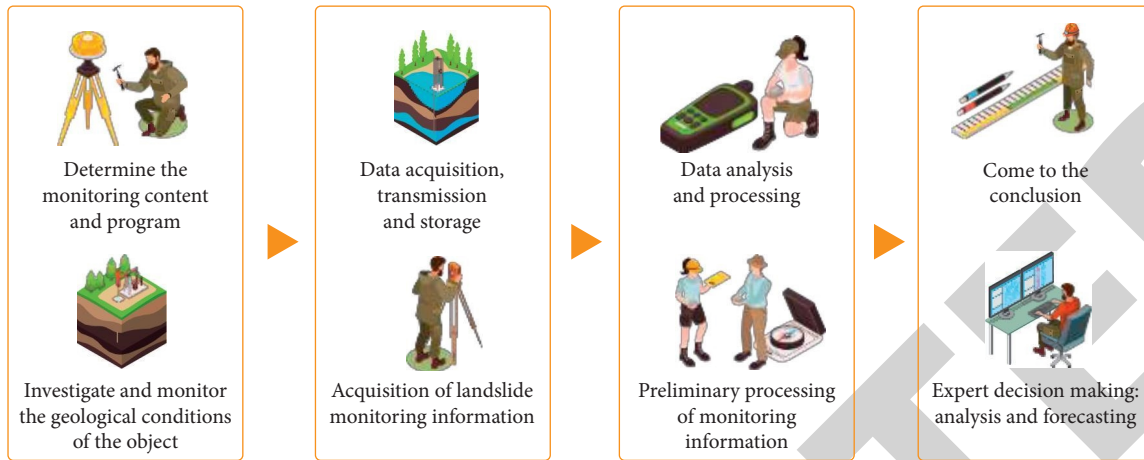 Determine the
monitoring content
and program
Investigate and monitor
the geological conditions
of the object
Data acquisition,
transmission
and storage
Acquisition of landslide
monitoring information
Data analysis
and processing
Preliminary processing
of monitoring
information
Come to the
conclusion
Expert decision making:
analysis and forecasting